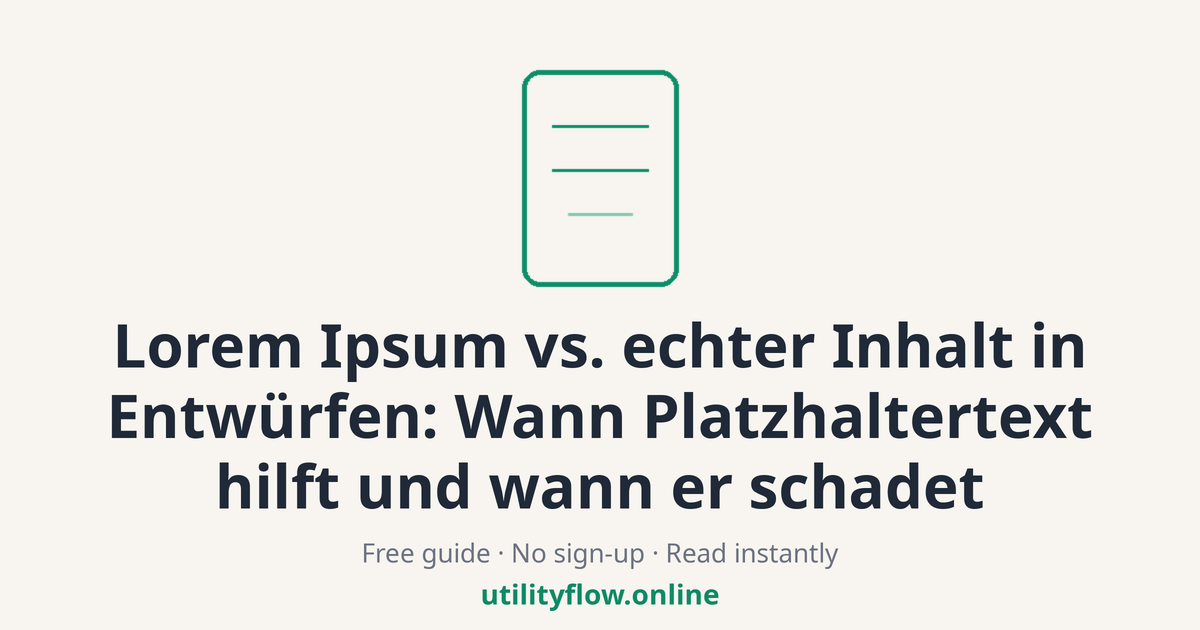 Lorem Ipsum vs. echter Inhalt in
Entwürfen: Wann Platzhaltertext
hilft und wann er schadet
Free guide · No sign-up · Read instantly
utilityflow.online